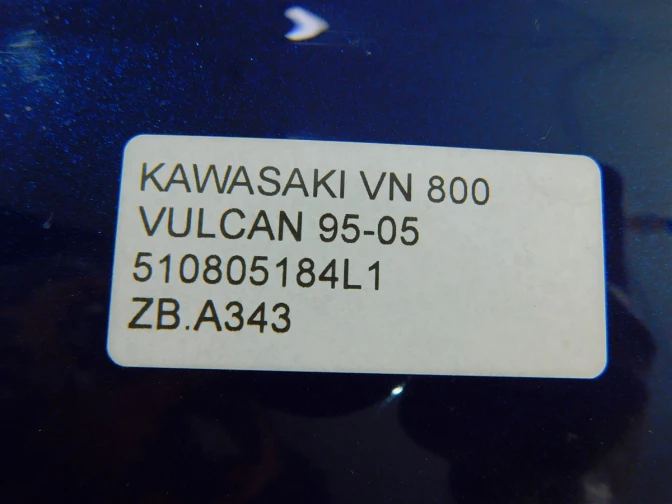 KAWASAKI VN 800
VULCAN 95-05
510805184L1
ZB.A343